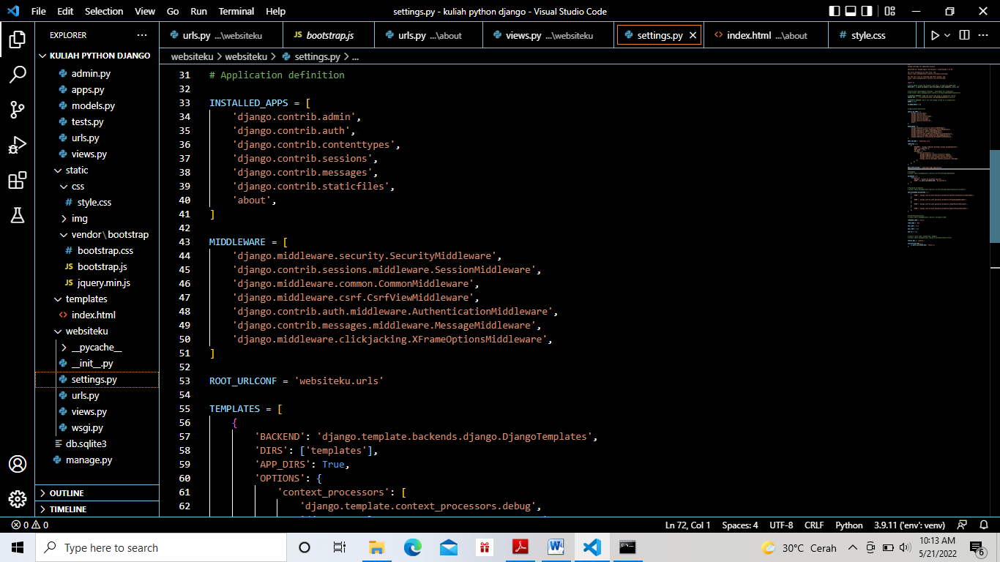 File Edit Selection View Go Run Terminal Help
settings.py - kuliah python django - Visual Studio Code
EXPLORER
KULIAH PYTHON DJANGO
admin.py
apps.py
models.py
tests.py
urls.py
views.py
static
css
style.css
img
vendor\bootstrap
bootstrap.css
JS bootstrap.js
JS jquery.min.js
templates
index.html
websiteku
__pycache__
__init__.py
settings.py
urls.py
views.py
wsgi.py
db.sqlite3
manage.py
OUTLINE
TIMELINE
urls.py ...\websiteku
JS bootstrap.js
urls.py ...\about
views.py ...\websiteku
settings.py
index.html ...\about
# style.css
websiteku > websiteku > settings.py > ...
31 # Application definition
32
33 INSTALLED_APPS = [
34 'django.contrib.admin',
35 'django.contrib.auth',
36 'django.contrib.contenttypes',
37 'django.contrib.sessions',
38 'django.contrib.messages',
39 'django.contrib.staticfiles',
40 'about',
41 ]
42
43 MIDDLEWARE = [
44 'django.middleware.security.SecurityMiddleware',
45 'django.contrib.sessions.middleware.SessionMiddleware',
46 'django.middleware.common.CommonMiddleware',
47 'django.middleware.csrf.CsrfViewMiddleware',
48 'django.contrib.auth.middleware.AuthenticationMiddleware',
49 'django.contrib.messages.middleware.MessageMiddleware',
50 'django.middleware.clickjacking.XFrameOptionsMiddleware',
51 ]
52
53 ROOT_URLCONF = 'websiteku.urls'
54
55 TEMPLATES = [
56 {
57 'BACKEND': 'django.template.backends.django.DjangoTemplates',
58 'DIRS': ['templates'],
59 'APP_DIRS': True,
60 'OPTIONS': {
61 'context_processors': [
62 'django.template.context_processors.debug',
0 0
Ln 72, Col 1 Spaces: 4 UTF-8 CRLF Python 3.9.11 ('env': venv)
Type here to search
30°C Cerah
10:13 AM
5/21/2022
6